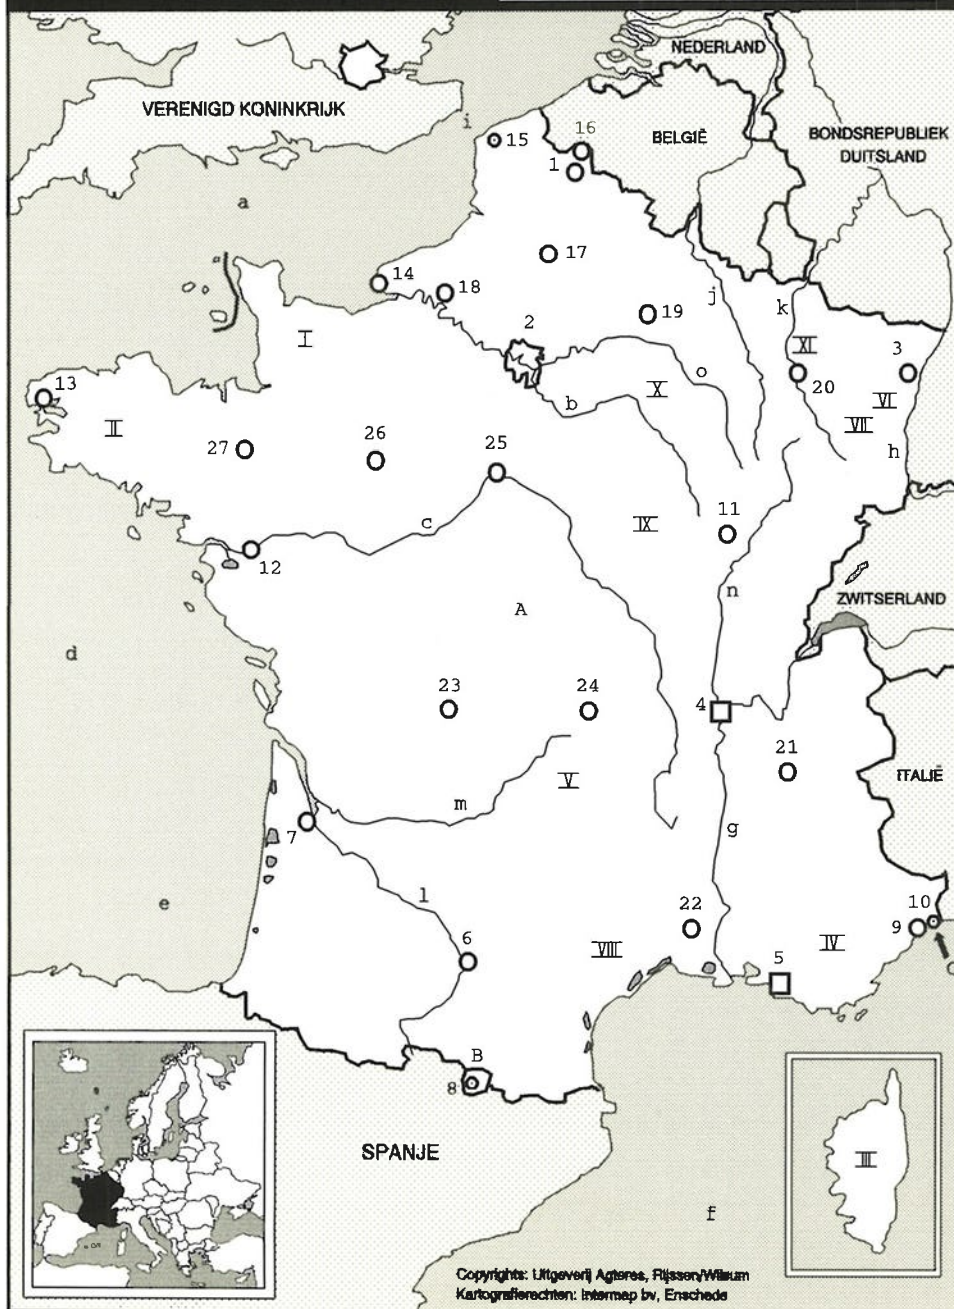 NEDERLAND
VERENIGD KONINKRIJK
i
15
16
1
BELGIË
BONDSREPUBLIEK
DUITSLAND
a
17
14
18
j
k
19
2
I
XI
3
13
o
20
b
X
VI
II
VII
27
26
25
h
c
IX
11
12
n
ZWITSERLAND
A
d
23
24
4
21
V
ITALIË
m
7
g
e
l
22
10
9
6
VIII
IV
5
B
8
SPANJE
III
f
Copyrights: Uitgeverij Agteres, Rijssen/Wilsum
Kartografierechten: Intermap bv, Enschede